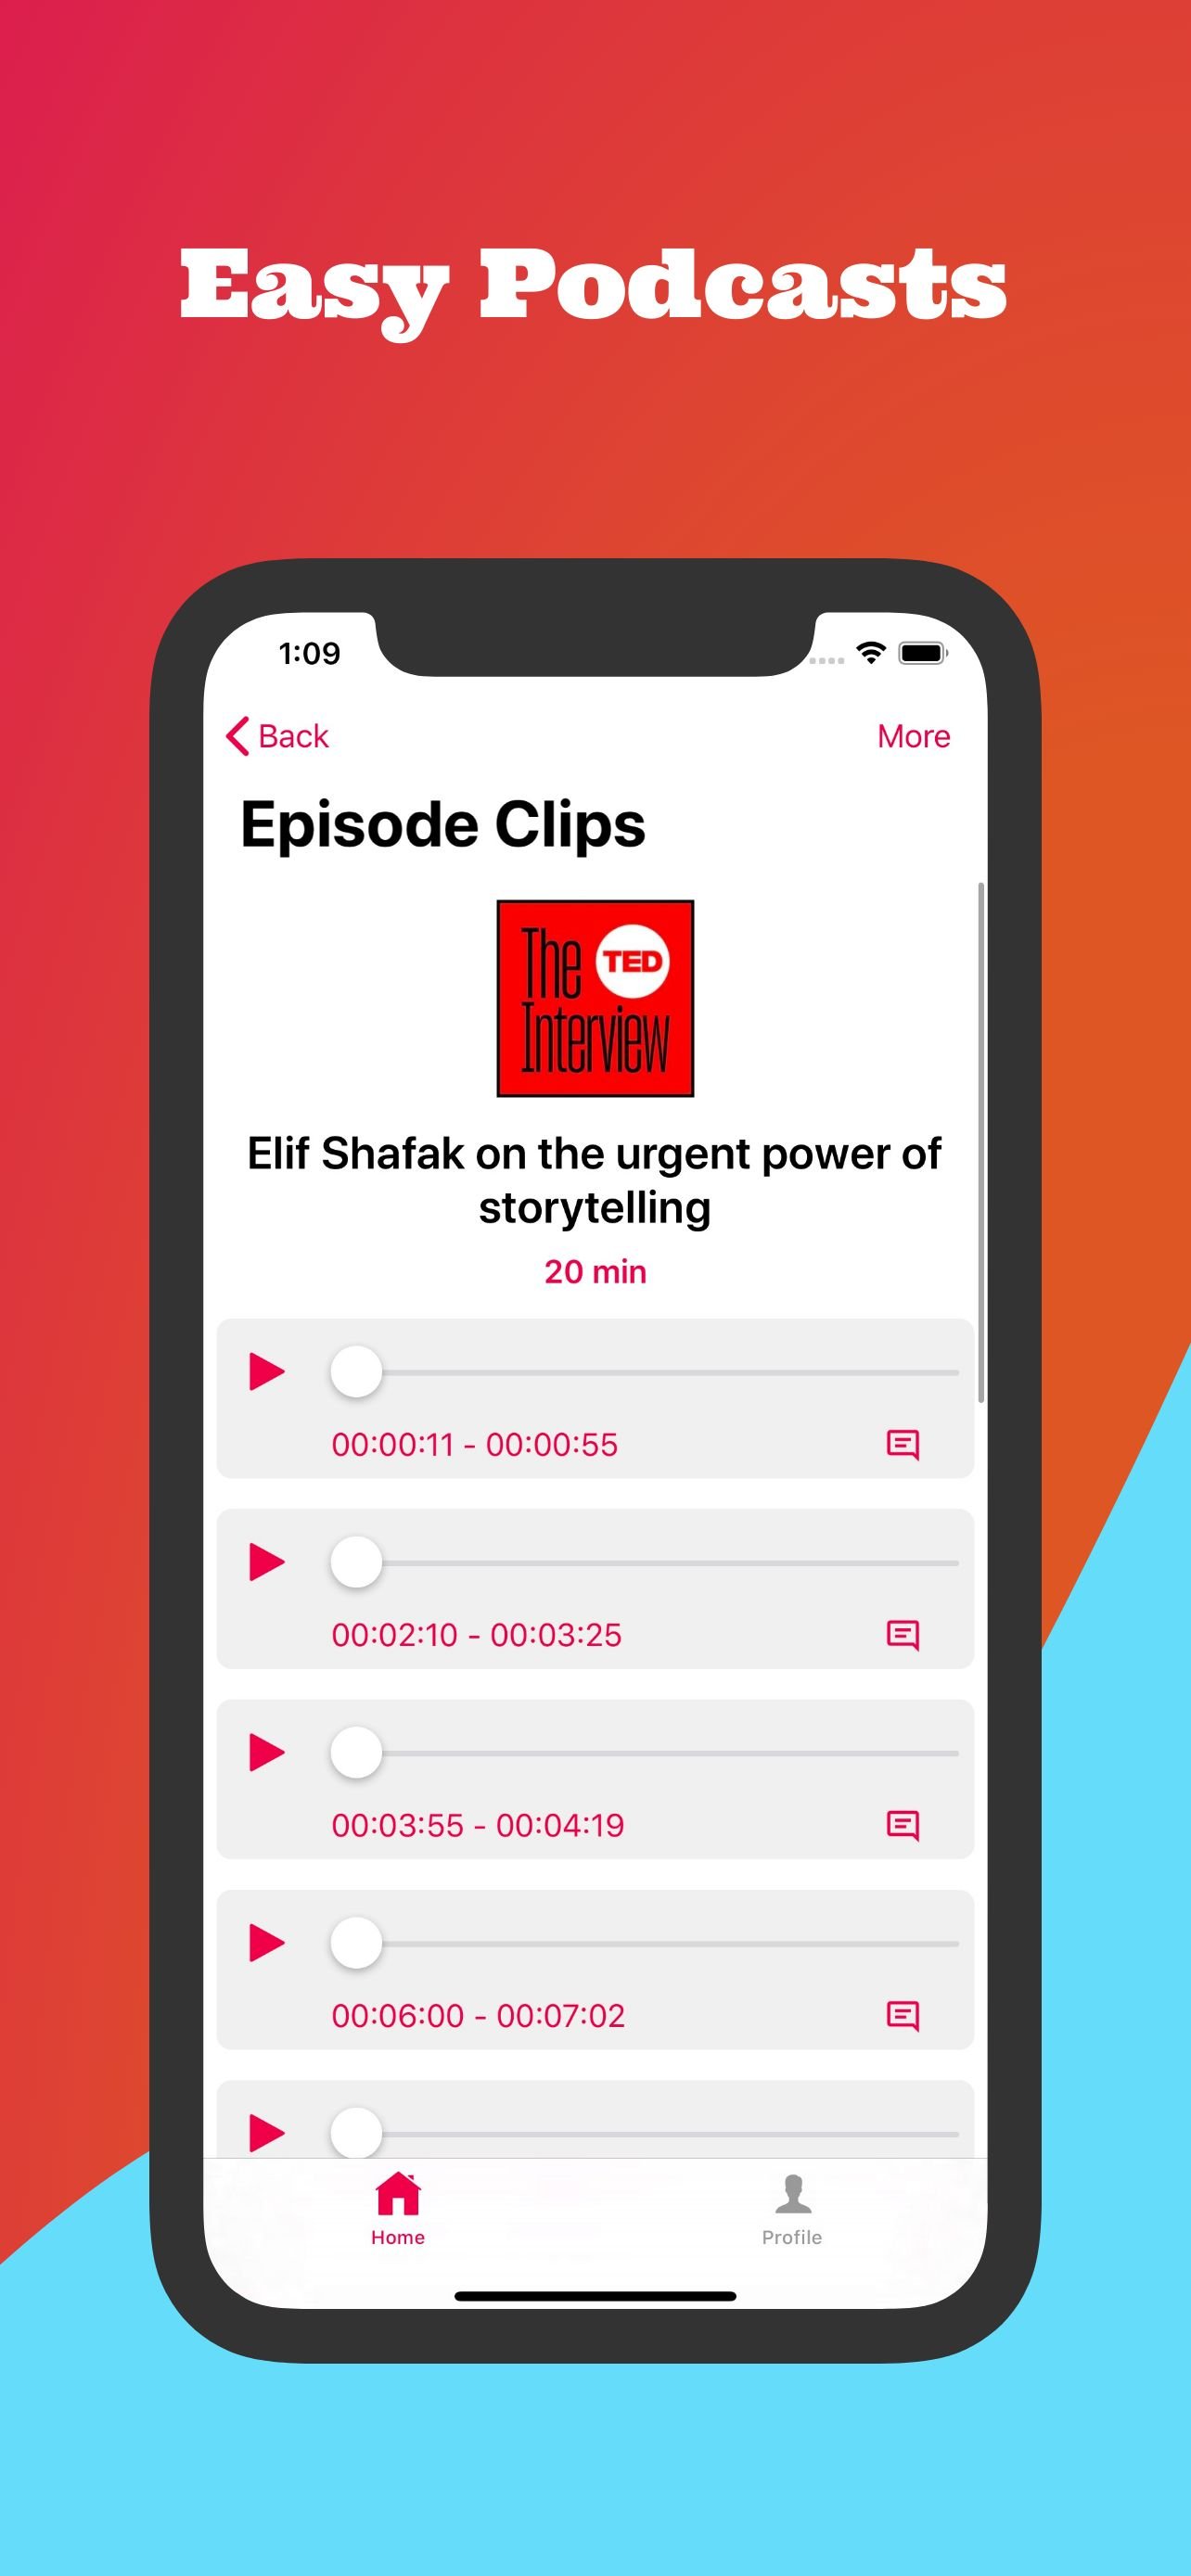 Easy Podcasts
1:09
Back
More
Episode Clips
The TED
Interview
Elif Shafak on the urgent power of
storytelling
20 min
00:00:11 - 00:00:55
00:02:10 - 00:03:25
00:03:55 - 00:04:19
00:06:00 - 00:07:02
Home
Profile